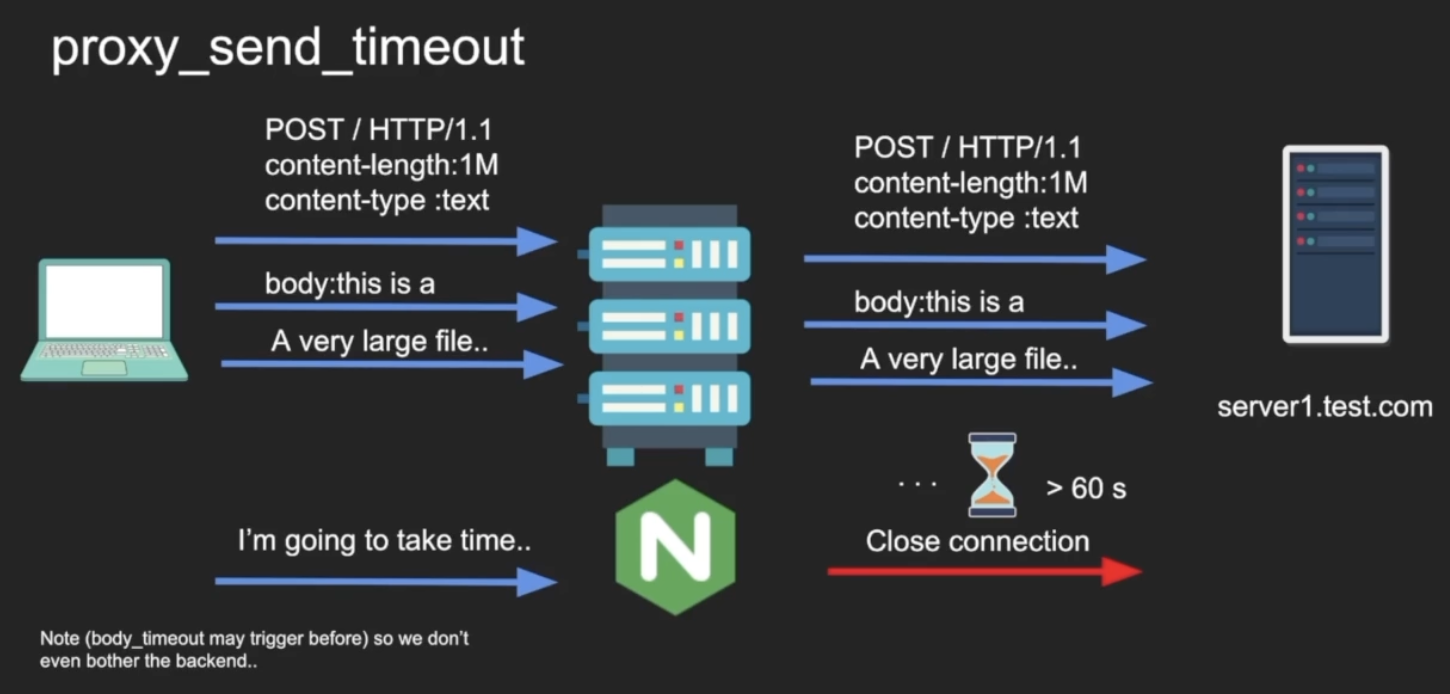 proxy_send_timeout
POST / HTTP/1.1
content-length:1M
content-type :text
body:this is a
A very large file..
I'm going to take time..
N
POST / HTTP/1.1
content-length:1M
content-type :text
body:this is a
A very large file..
. . .
> 60 s
Close connection
server1.test.com
Note (body_timeout may trigger before) so we don't
even bother the backend..